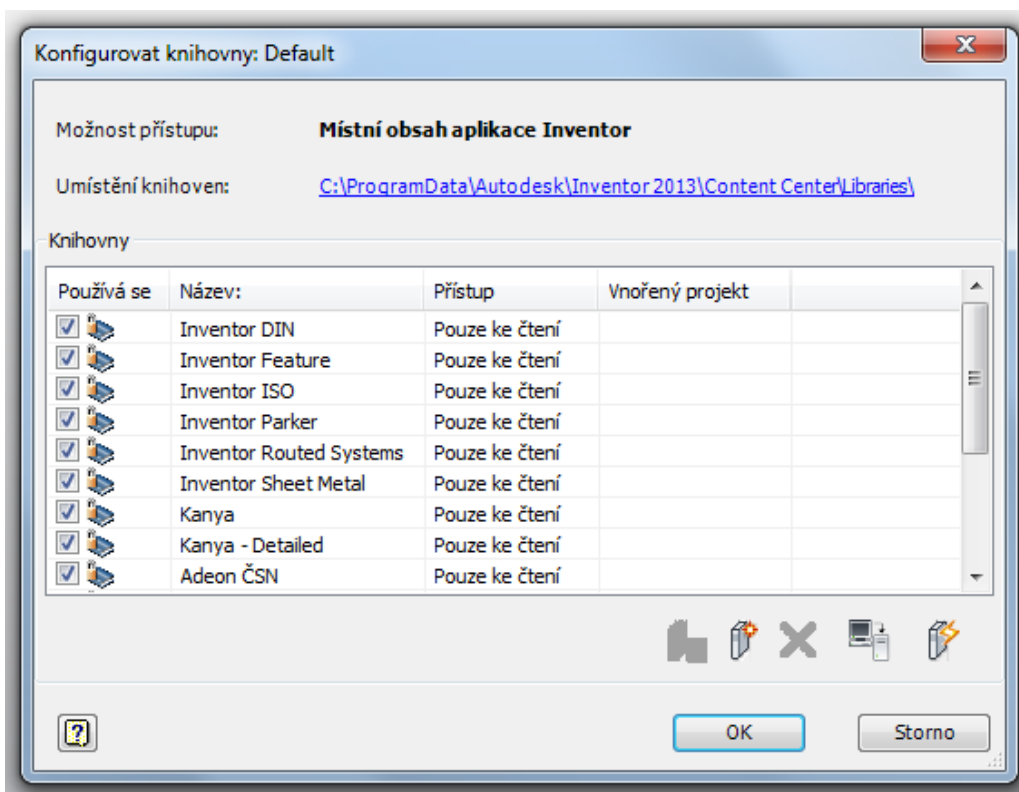 Konfigurovat knihovny: Default
Možnost přístupu: Místní obsah aplikace Inventor
Umístění knihoven: C:\ProgramData\Autodesk\Inventor 2013\Content Center\Libraries\
Knihovny
Používá se Název: Přístup Vnořený projekt
Inventor DIN Pouze ke čtení
Inventor Feature Pouze ke čtení
Inventor ISO Pouze ke čtení
Inventor Parker Pouze ke čtení
Inventor Routed Systems Pouze ke čtení
Inventor Sheet Metal Pouze ke čtení
Kanya Pouze ke čtení
Kanya - Detailed Pouze ke čtení
Adeon ČSN Pouze ke čtení
OK Storno